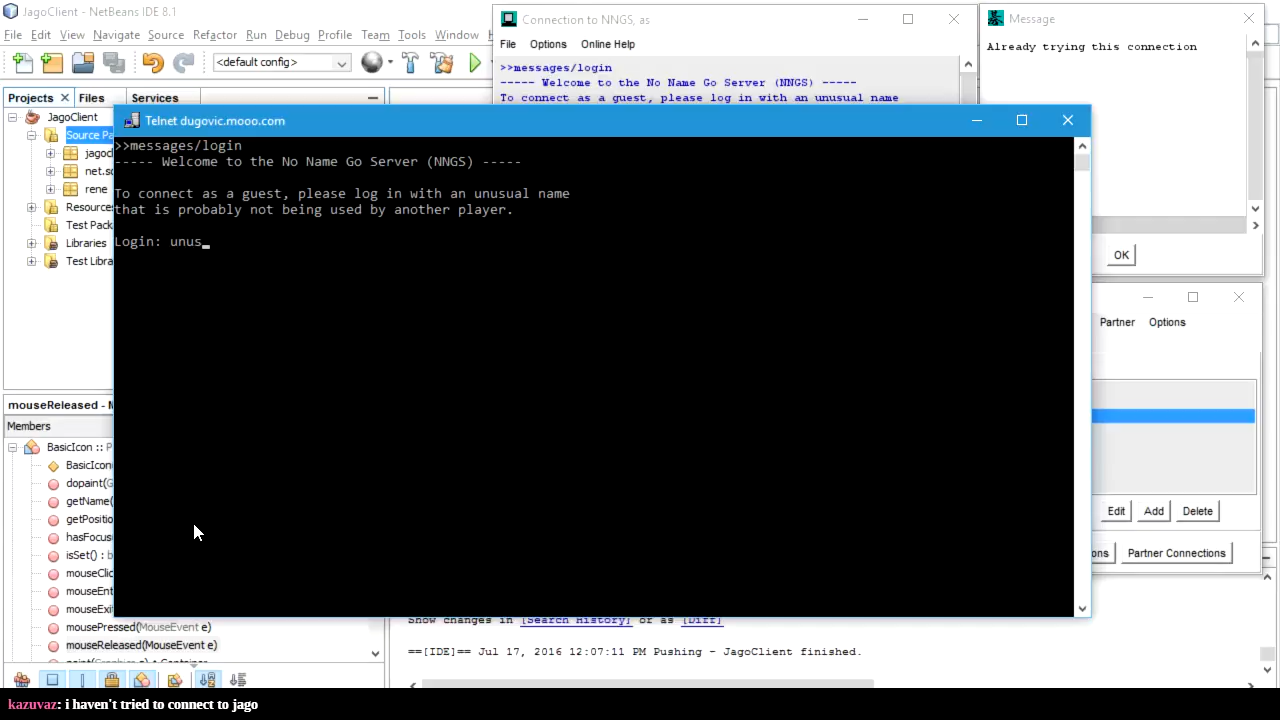 JagoClient - NetBeans IDE 8.1
File Edit View Navigate Source Refactor Run Debug Profile Team Tools Window
<default config>
Projects Files Services
JagoClient
Source Pa
jagocl
net.so
rene
Resources
Test Pack
Libraries
Test Libra
Connection to NNGS, as
File Options Online Help
>>messages/login
----- Welcome to the No Name Go Server (NNGS) -----
To connect as a guest, please log in with an unusual name
Message
Already trying this connection
OK
Telnet dugovic.mooo.com
>>messages/login
----- Welcome to the No Name Go Server (NNGS) -----
To connect as a guest, please log in with an unusual name
that is probably not being used by another player.
Login: unus_
Partner Options
Edit Add Delete
ons Partner Connections
mouseReleased - N
Members
BasicIcon :: P
BasicIcon
dopaint(G
getName(
getPositio
hasFocus
isSet() : b
mouseClic
mouseEnt
mouseExi
mousePressed(MouseEvent e)
mouseReleased(MouseEvent e)
Show changes in [Search History] or as [Diff]
==[IDE]== Jul 17, 2016 12:07:11 PM Pushing - JagoClient finished.
kazuvaz: i haven't tried to connect to jago